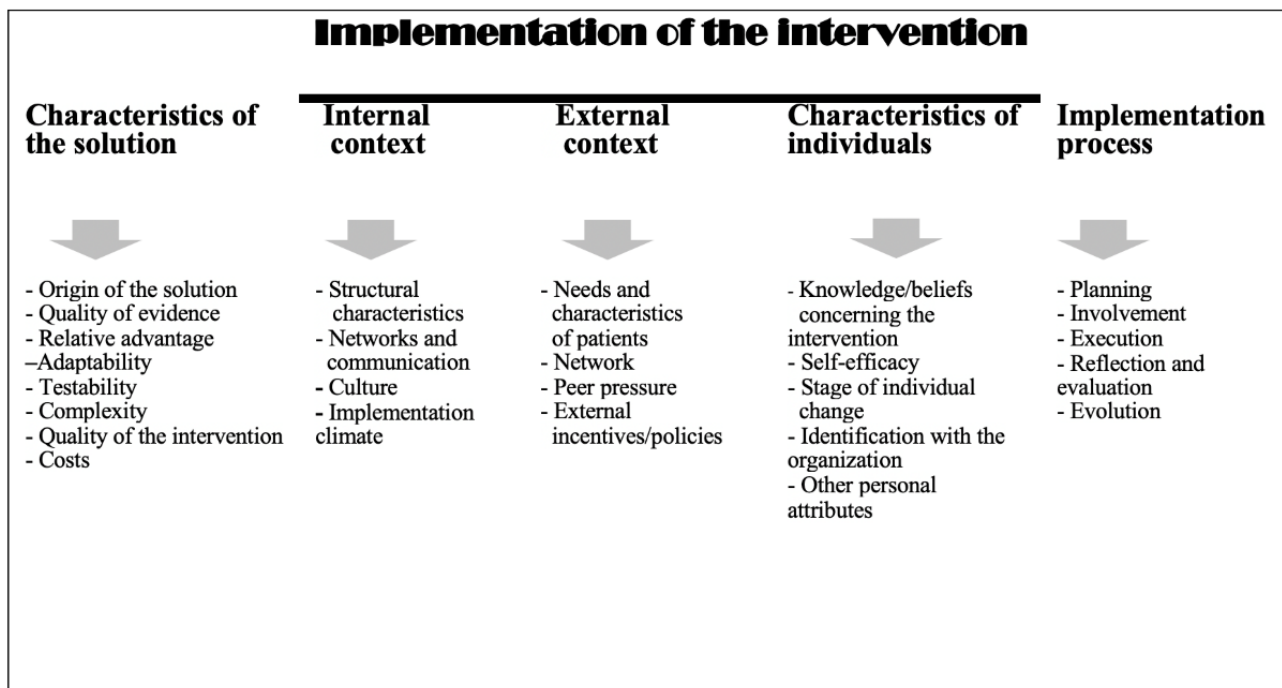 Implementation of the intervention
Characteristics of
the solution
Internal
context
External
context
Characteristics of
individuals
Implementation
process
- Origin of the solution
- Quality of evidence
- Relative advantage
–Adaptability
- Testability
- Complexity
- Quality of the intervention
- Costs
- Structural
characteristics
- Networks and
communication
- Culture
- Implementation
climate
- Needs and
characteristics
of patients
- Network
- Peer pressure
- External
incentives/policies
- Knowledge/beliefs
concerning the
intervention
- Self-efficacy
- Stage of individual
change
- Identification with the
organization
- Other personal
attributes
- Planning
- Involvement
- Execution
- Reflection and
evaluation
- Evolution